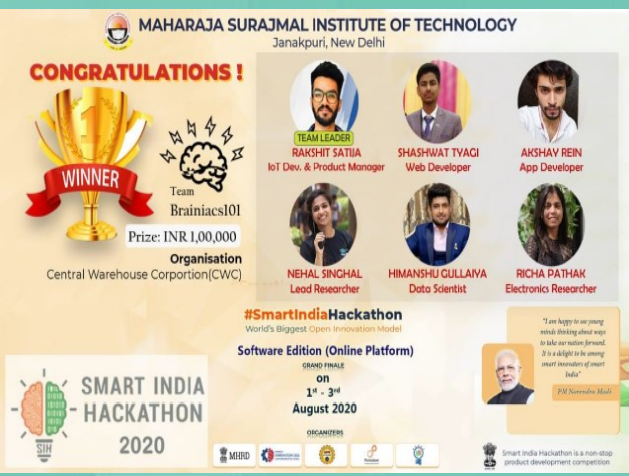 MAHARAJA SURAJMAL INSTITUTE OF TECHNOLOGY
Janakpuri, New Delhi
CONGRATULATIONS !
1
WINNER
Team
Brainiacs101
Prize: INR 1,00,000
Organisation
Central Warehouse Corportion(CWC)
TEAM LEADER
RAKSHIT SATIJA
IoT Dev. & Product Manager
SHASHWAT TYAGI
Web Developer
AKSHAY REIN
App Developer
NEHAL SINGHAL
Lead Researcher
HIMANSHU GULLAIYA
Data Scientist
RICHA PATHAK
Electronics Researcher
#SmartIndiaHackathon
World's Biggest Open Innovation Model
Software Edition (Online Platform)
GRAND FINALE
on
1st - 3rd
August 2020
ORGANIZERS
MHRD
"I am happy to see young
minds thinking about ways
to take our nation forward.
It is a delight to be among
smart innovators of smart
India"
PM Narendra Modi
SIH
SMART INDIA
HACKATHON
2020
Smart India Hackathon is a non-stop
product development competition